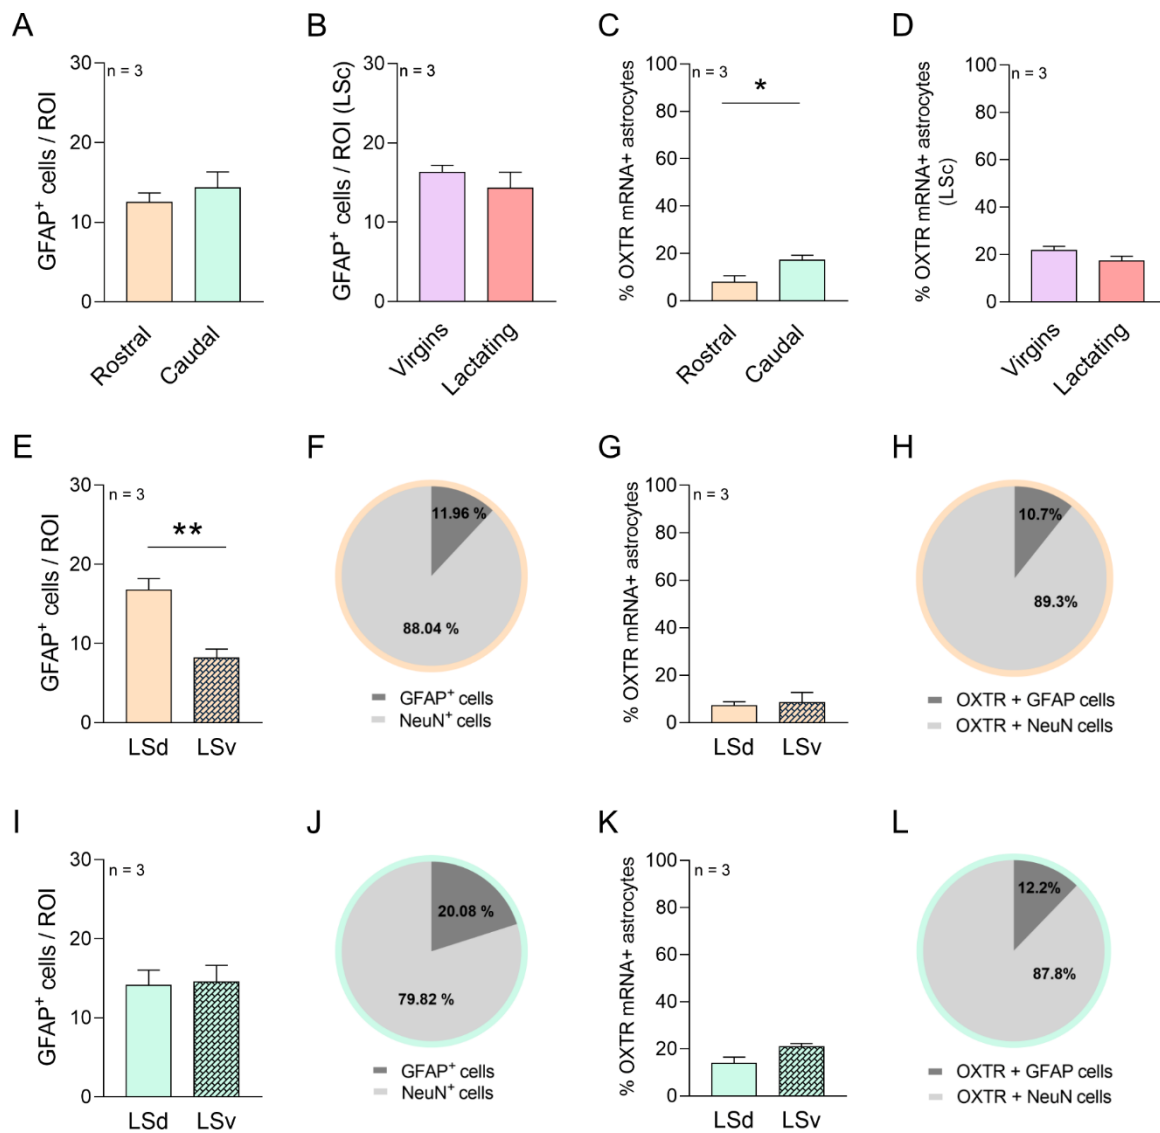 A
GFAP⁺ cells / ROI
30
20
10
0
n = 3
Rostral
Caudal
B
GFAP⁺ cells / ROI (LSc)
30
20
10
0
n = 3
Virgins
Lactating
C
% OXTR mRNA+ astrocytes
100
80
60
40
20
0
n = 3
*
Rostral
Caudal
D
% OXTR mRNA+ astrocytes
(LSc)
100
80
60
40
20
0
n = 3
Virgins
Lactating
E
GFAP⁺ cells / ROI
30
20
10
0
n = 3
**
LSd
LSv
F
11.96 %
88.04 %
GFAP⁺ cells
NeuN⁺ cells
G
% OXTR mRNA+ astrocytes
100
80
60
40
20
0
n = 3
LSd
LSv
H
10.7%
89.3%
OXTR + GFAP cells
OXTR + NeuN cells
I
GFAP⁺ cells / ROI
30
20
10
0
n = 3
LSd
LSv
J
20.08 %
79.82 %
GFAP⁺ cells
NeuN⁺ cells
K
% OXTR mRNA+ astrocytes
100
80
60
40
20
0
n = 3
LSd
LSv
L
12.2%
87.8%
OXTR + GFAP cells
OXTR + NeuN cells